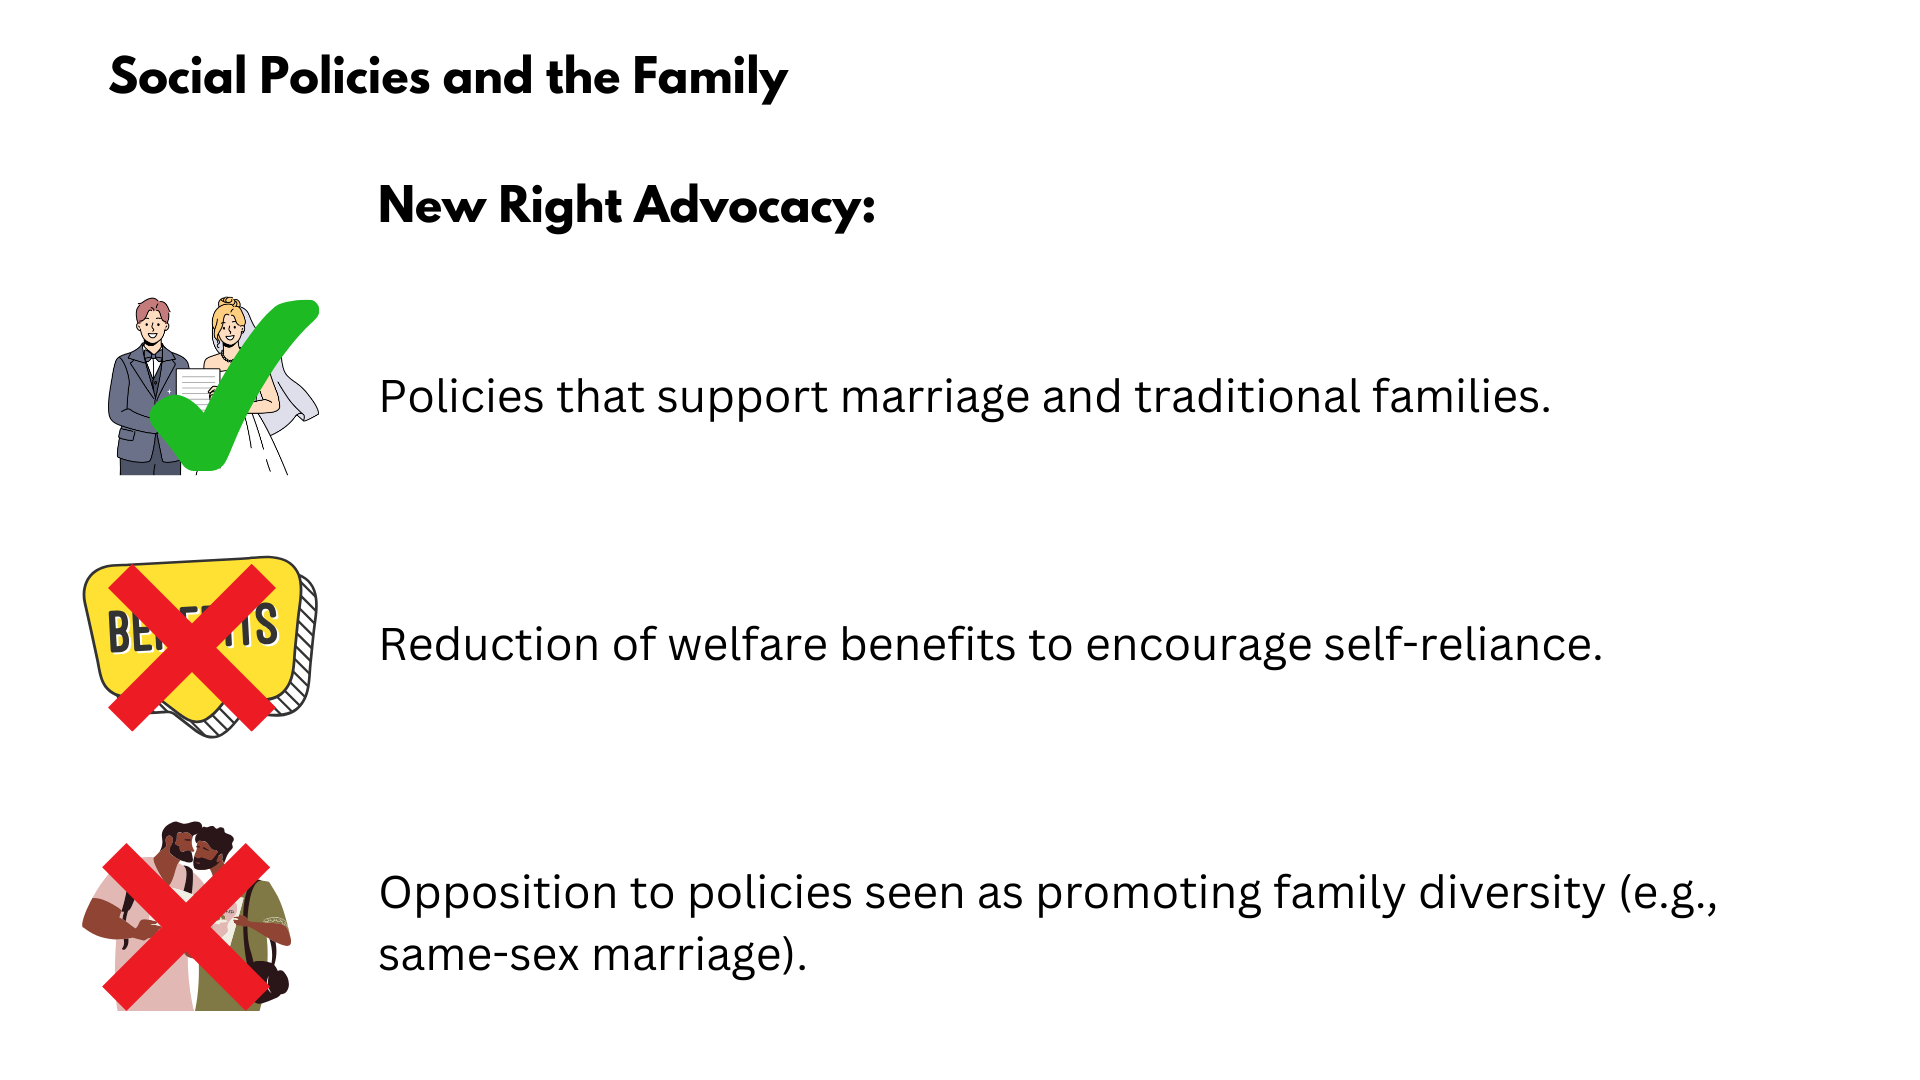 Social Policies and the Family
New Right Advocacy:
Policies that support marriage and traditional families.
BENEFITS
Reduction of welfare benefits to encourage self-reliance.
Opposition to policies seen as promoting family diversity (e.g.,
same-sex marriage).